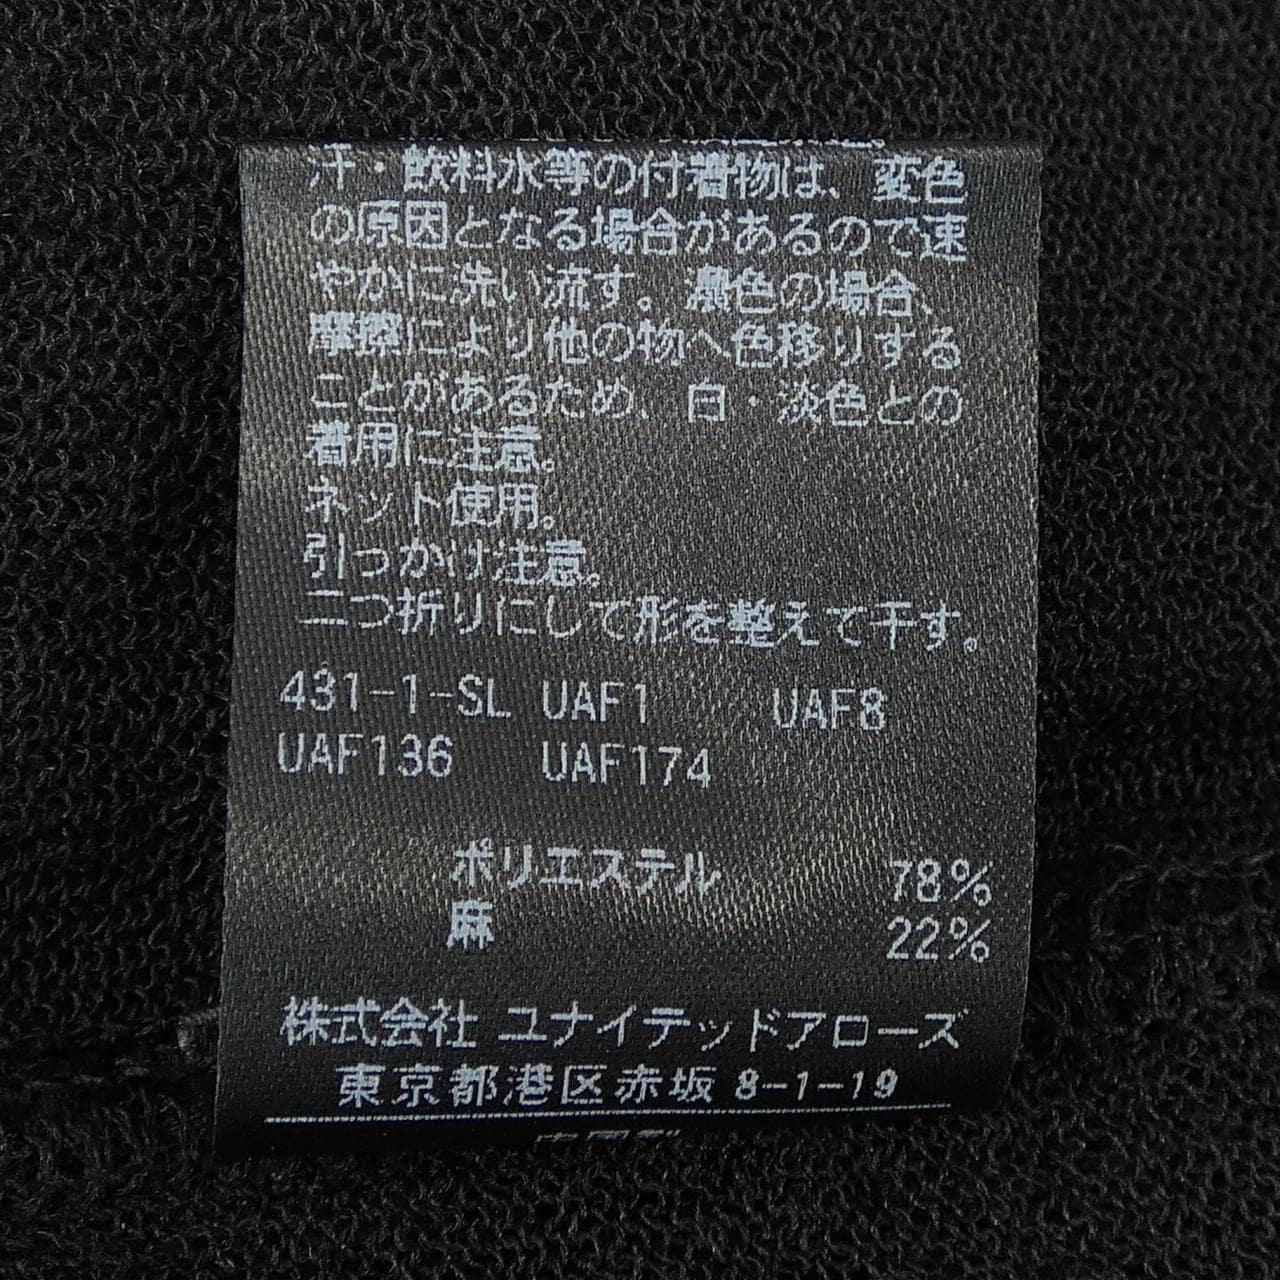 汗・飲料水等の付着物は、変色
の原因となる場合があるので速
やかに洗い流す。濃色の場合、
摩擦により他の物へ色移りする
ことがあるため、白・淡色との
着用に注意。
ネット使用。
引っかけ注意。
二つ折りにして形を整えて干す。
431-1-SL UAF1 UAF8
UAF136 UAF174
ポリエステル 78%
麻 22%
株式会社 ユナイテッドアローズ
東京都港区赤坂 8-1-19